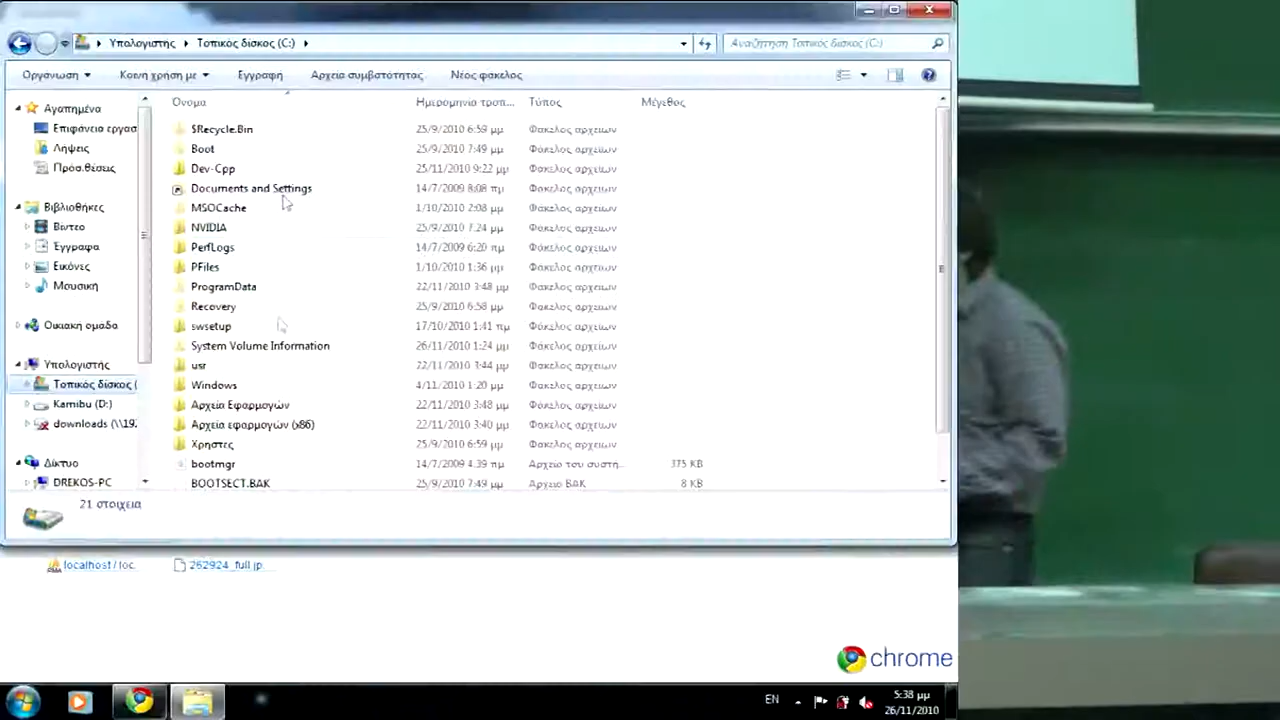 Υπολογιστής Τοπικός δίσκος (C:) Αναζήτηση Τοπικός δίσκος (C:)
Οργάνωση Κοινή χρήση με Εγγραφή Αρχεία συμβατότητας Νέος φάκελος
Αγαπημένα
Επιφάνεια εργασ
Λήψεις
Πρόσ.θέσεις
Βιβλιοθήκες
Βίντεο
Έγγραφα
Εικόνες
Μουσική
Οικιακή ομάδα
Υπολογιστής
Τοπικός δίσκος (
Kamibu (D:)
downloads (\\192
Δίκτυο
DREKOS-PC
Όνομα Ημερομηνία τροπ... Τύπος Μέγεθος
$Recycle.Bin 25/9/2010 6:59 μμ Φάκελος αρχείων
Boot 25/9/2010 7:49 μμ Φάκελος αρχείων
Dev-Cpp 25/11/2010 9:22 μμ Φάκελος αρχείων
Documents and Settings 14/7/2009 8:08 πμ Φάκελος αρχείων
MSOCache 1/10/2010 2:08 μμ Φάκελος αρχείων
NVIDIA 25/9/2010 7:24 μμ Φάκελος αρχείων
PerfLogs 14/7/2009 6:20 πμ Φάκελος αρχείων
PFiles 1/10/2010 1:36 μμ Φάκελος αρχείων
ProgramData 22/11/2010 3:48 μμ Φάκελος αρχείων
Recovery 25/9/2010 6:58 μμ Φάκελος αρχείων
swsetup 17/10/2010 1:41 πμ Φάκελος αρχείων
System Volume Information 26/11/2010 1:24 μμ Φάκελος αρχείων
usr 22/11/2010 3:44 μμ Φάκελος αρχείων
Windows 4/11/2010 1:20 μμ Φάκελος αρχείων
Αρχεία Εφαρμογών 22/11/2010 3:48 μμ Φάκελος αρχείων
Αρχεία εφαρμογών (x86) 22/11/2010 3:40 μμ Φάκελος αρχείων
Χρήστες 25/9/2010 6:59 μμ Φάκελος αρχείων
bootmgr 14/7/2009 4:39 πμ Αρχείο του συστή... 375 KB
BOOTSECT.BAK 25/9/2010 7:49 μμ Αρχείο BAK 8 KB
21 στοιχεία
localhost / loc. 262924_full.jp
chrome
EN 5:38 μμ
26/11/2010